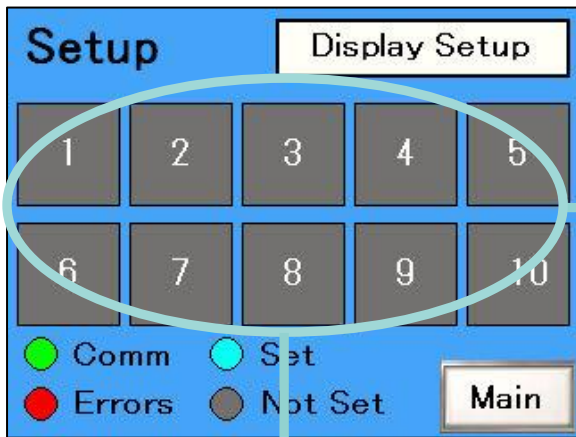 Setup
Display Setup
1 2 3 4 5
6 7 8 9 10
Comm Set
Errors Not Set
Main